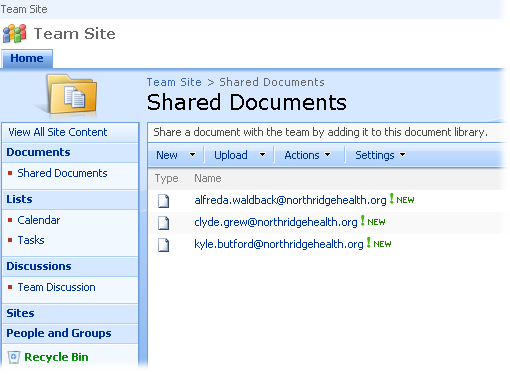 Team Site
Team Site
Home
Team Site > Shared Documents
Shared Documents
View All Site Content
Documents
Shared Documents
Lists
Calendar
Tasks
Discussions
Team Discussion
Sites
People and Groups
Recycle Bin
Share a document with the team by adding it to this document library.
New Upload Actions Settings
Type Name
alfreda.waldback@northridgehealth.org ! NEW
clyde.grew@northridgehealth.org ! NEW
kyle.butford@northridgehealth.org ! NEW